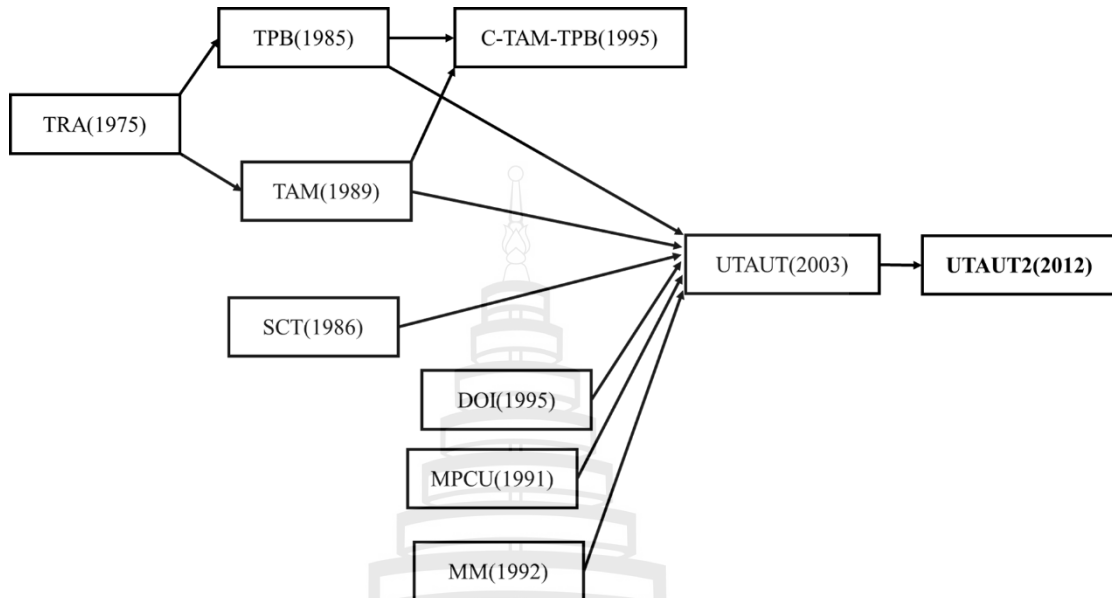 TPB(1985)
C-TAM-TPB(1995)
TRA(1975)
TAM(1989)
UTAUT(2003)
UTAUT2(2012)
SCT(1986)
DOI(1995)
MPCU(1991)
MM(1992)